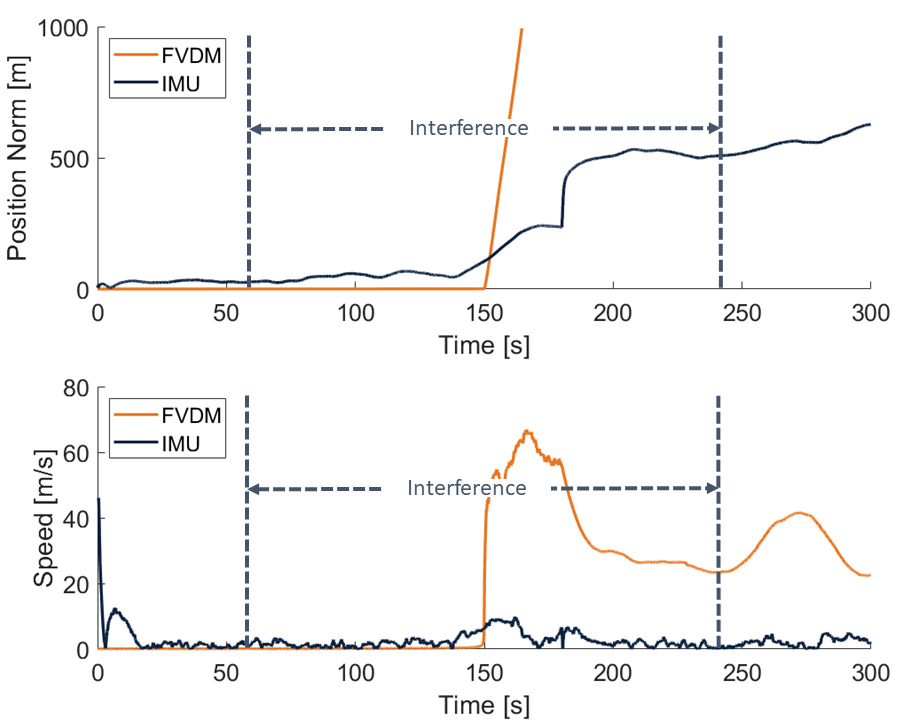 1000
500
0
Position Norm [m]
FVDM
IMU
Interference
0 50 100 150 200 250 300
Time [s]
80
60
40
20
0
Speed [m/s]
FVDM
IMU
Interference
0 50 100 150 200 250 300
Time [s]